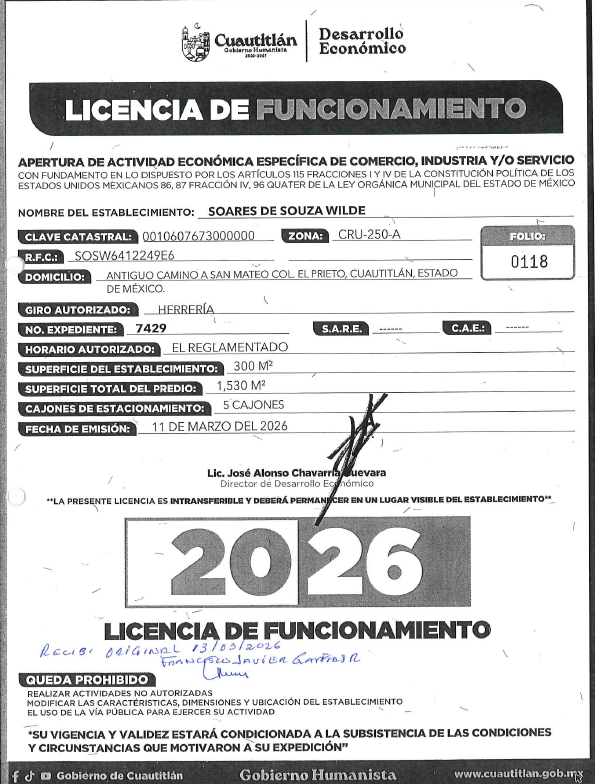 Cuautitlán
Gobierno Humanista
Desarrollo
Económico
LICENCIA DE FUNCIONAMIENTO
APERTURA DE ACTIVIDAD ECONÓMICA ESPECÍFICA DE COMERCIO, INDUSTRIA Y/O SERVICIO
CON FUNDAMENTO EN LO DISPUESTO POR LOS ARTÍCULOS 115 FRACCIONES I Y IV DE LA CONSTITUCIÓN POLÍTICA DE LOS
ESTADOS UNIDOS MEXICANOS 86, 87 FRACCIÓN IV, 96 QUATER DE LA LEY ORGÁNICA MUNICIPAL DEL ESTADO DE MÉXICO
NOMBRE DEL ESTABLECIMIENTO: SOARES DE SOUZA WILDE
CLAVE CATASTRAL: 0010607673000000 ZONA: CRU-250-A
FOLIO:
0118
R.F.C.: SOSW6412249E6
DOMICILIO: ANTIGUO CAMINO A SAN MATEO COL. EL PRIETO, CUAUTITLÁN, ESTADO
DE MÉXICO.
GIRO AUTORIZADO: HERRERÍA
NO. EXPEDIENTE: 7429 S.A.R.E. ------ C.A.E.: ------
HORARIO AUTORIZADO: EL REGLAMENTADO
SUPERFICIE DEL ESTABLECIMIENTO: 300 M²
SUPERFICIE TOTAL DEL PREDIO: 1,530 M²
CAJONES DE ESTACIONAMIENTO: 5 CAJONES
FECHA DE EMISIÓN: 11 DE MARZO DEL 2026
Lic. José Alonso Chavarría Guevara
Director de Desarrollo Económico
**LA PRESENTE LICENCIA ES INTRANSFERIBLE Y DEBERÁ PERMANECER EN UN LUGAR VISIBLE DEL ESTABLECIMIENTO**
2026
LICENCIA DE FUNCIONAMIENTO
RECIBI ORIGINAL 13/03/2026
FRANCISCO JAVIER
QUEDA PROHIBIDO
REALIZAR ACTIVIDADES NO AUTORIZADAS
MODIFICAR LAS CARACTERÍSTICAS, DIMENSIONES Y UBICACIÓN DEL ESTABLECIMIENTO
EL USO DE LA VÍA PÚBLICA PARA EJERCER SU ACTIVIDAD
"SU VIGENCIA Y VALIDEZ ESTARÁ CONDICIONADA A LA SUBSISTENCIA DE LAS CONDICIONES
Y CIRCUNSTANCIAS QUE MOTIVARON A SU EXPEDICIÓN"
Gobierno de Cuautitlán
Gobierno Humanista
www.cuautitlan.gob.mx